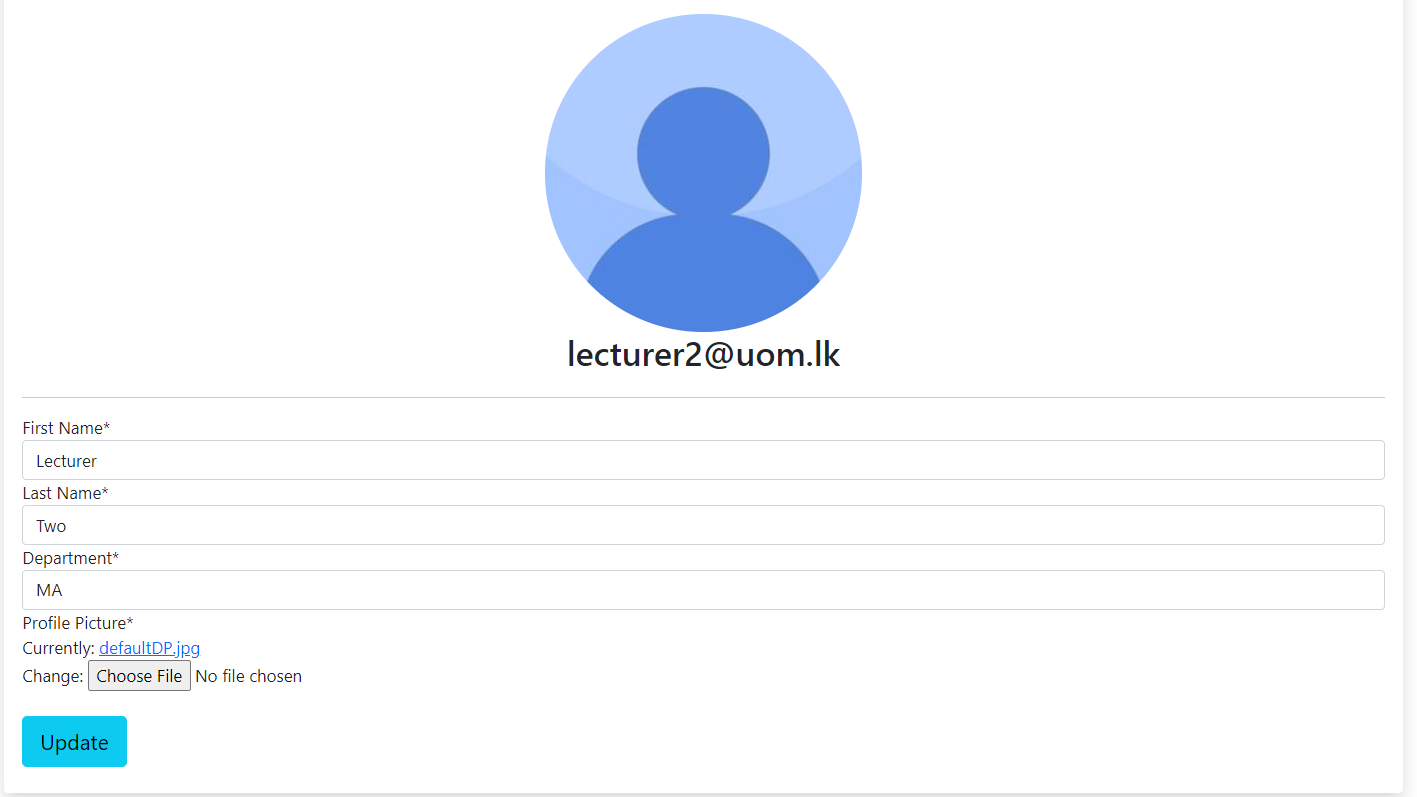 lecturer2@uom.lk
First Name*
Lecturer
Last Name*
Two
Department*
MA
Profile Picture*
Currently: defaultDP.jpg
Change: Choose File No file chosen
Update